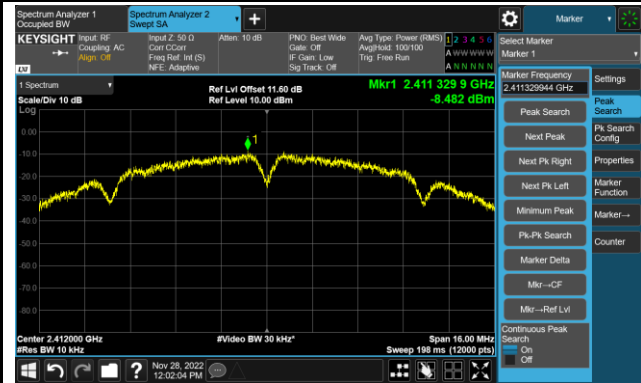 Spectrum Analyzer 1
Occupied BW
Spectrum Analyzer 2
Swept SA
Marker
KEYSIGHT
Input: RF
Coupling: AC
Align: Off
Input Z: 50 Ω
Corr CCorr
Freq Ref: Int (S)
NFE: Adaptive
Atten: 10 dB
PNO: Best Wide
Gate: Off
IF Gain: Low
Sig Track: Off
Avg Type: Power (RMS)
Avg|Hold: 100/100
Trig: Free Run
1 2 3 4 5 6
A W W W W W
A N N N N N
LXI
Select Marker
Marker 1
1 Spectrum
Scale/Div 10 dB
Log
Ref Lvl Offset 11.60 dB
Ref Level 10.00 dBm
Mkr1 2.411 329 9 GHz
-8.482 dBm
1
0.00
-10.0
-20.0
-30.0
-40.0
-50.0
-60.0
-70.0
-80.0
Center 2.412000 GHz
#Res BW 10 kHz
#Video BW 30 kHz*
Span 16.00 MHz
Sweep 198 ms (12000 pts)
Marker Frequency
2.411329944 GHz
Peak Search
Next Peak
Next Pk Right
Next Pk Left
Minimum Peak
Pk-Pk Search
Marker Delta
Mkr→CF
Mkr→Ref Lvl
Continuous Peak
Search
On
Off
Settings
Peak
Search
Pk Search
Config
Properties
Marker
Function
Marker→
Counter
?
Nov 28, 2022
12:02:04 PM